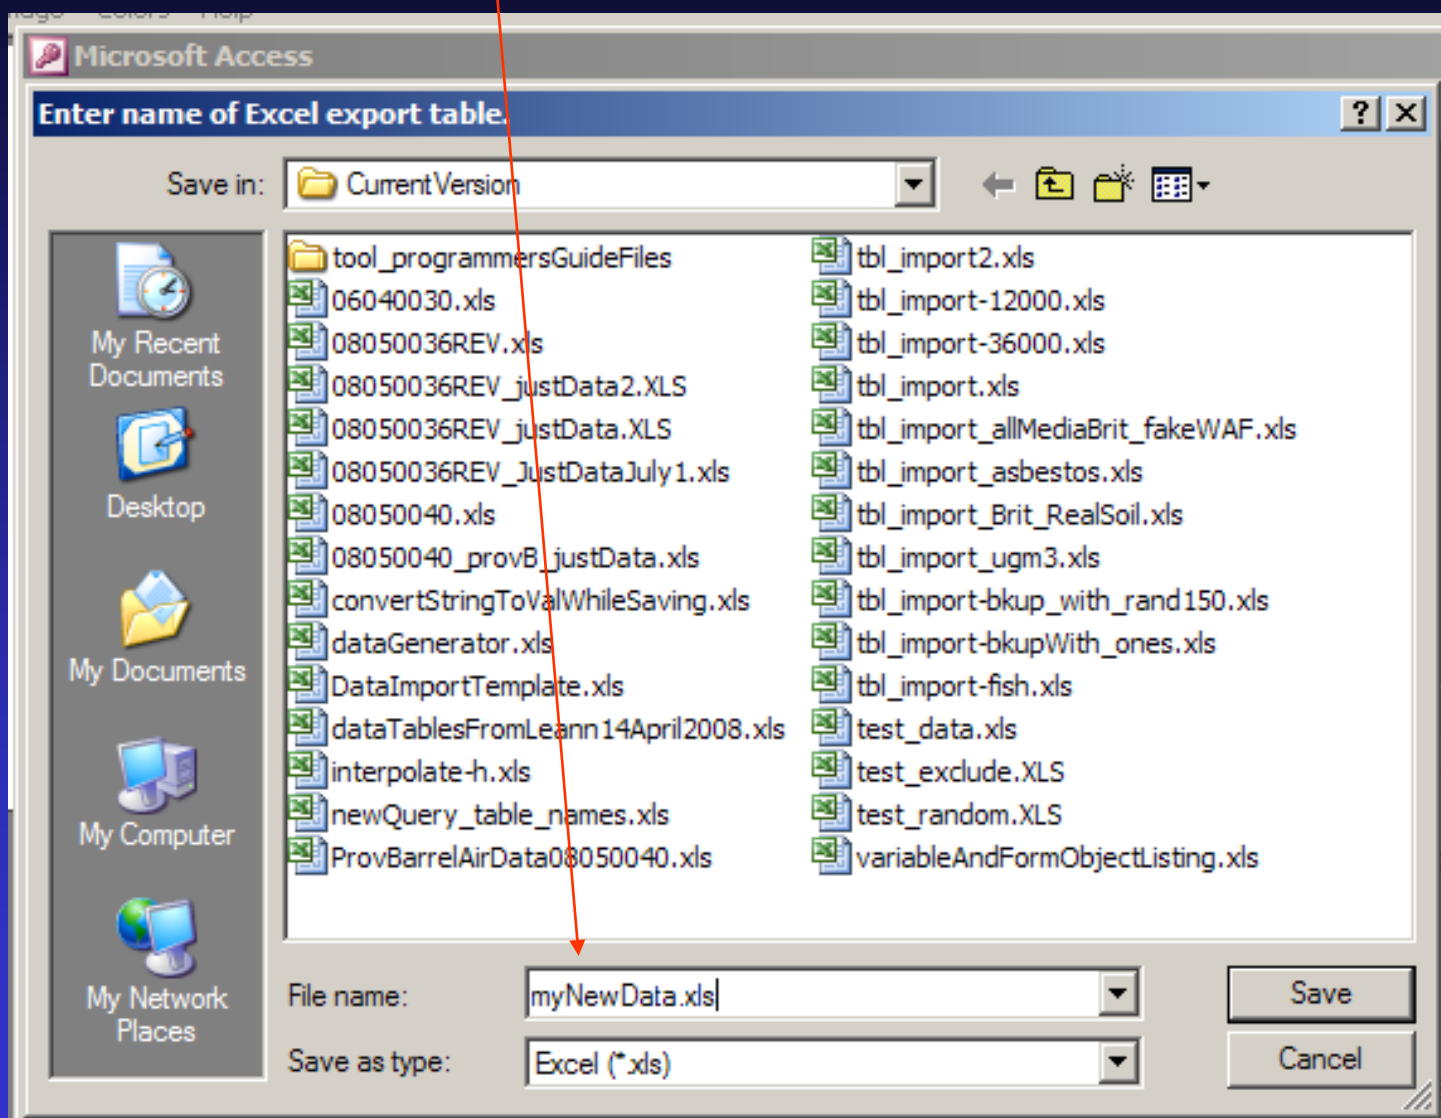 Microsoft Access
Enter name of Excel export table.
Save in:
CurrentVersion
My Recent
Documents
Desktop
My Documents
My Computer
My Network
Places
tool_programmersGuideFiles
06040030.xls
08050036REV.xls
08050036REV_justData2.XLS
08050036REV_justData.XLS
08050036REV_JustDataJuly1.xls
08050040.xls
08050040_provB_justData.xls
convertStringToValWhileSaving.xls
dataGenerator.xls
DataImportTemplate.xls
dataTablesFromLeann14April2008.xls
interpolate-h.xls
newQuery_table_names.xls
ProvBarrelAirData08050040.xls
tbl_import2.xls
tbl_import-12000.xls
tbl_import-36000.xls
tbl_import.xls
tbl_import_allMediaBrit_fakeWAF.xls
tbl_import_asbestos.xls
tbl_import_Brit_RealSoil.xls
tbl_import_ugm3.xls
tbl_import-bkup_with_rand150.xls
tbl_import-bkupWith_ones.xls
tbl_import-fish.xls
test_data.xls
test_exclude.XLS
test_random.XLS
variableAndFormObjectListing.xls
File name:
myNewData.xls
Save
Save as type:
Excel (*.xls)
Cancel